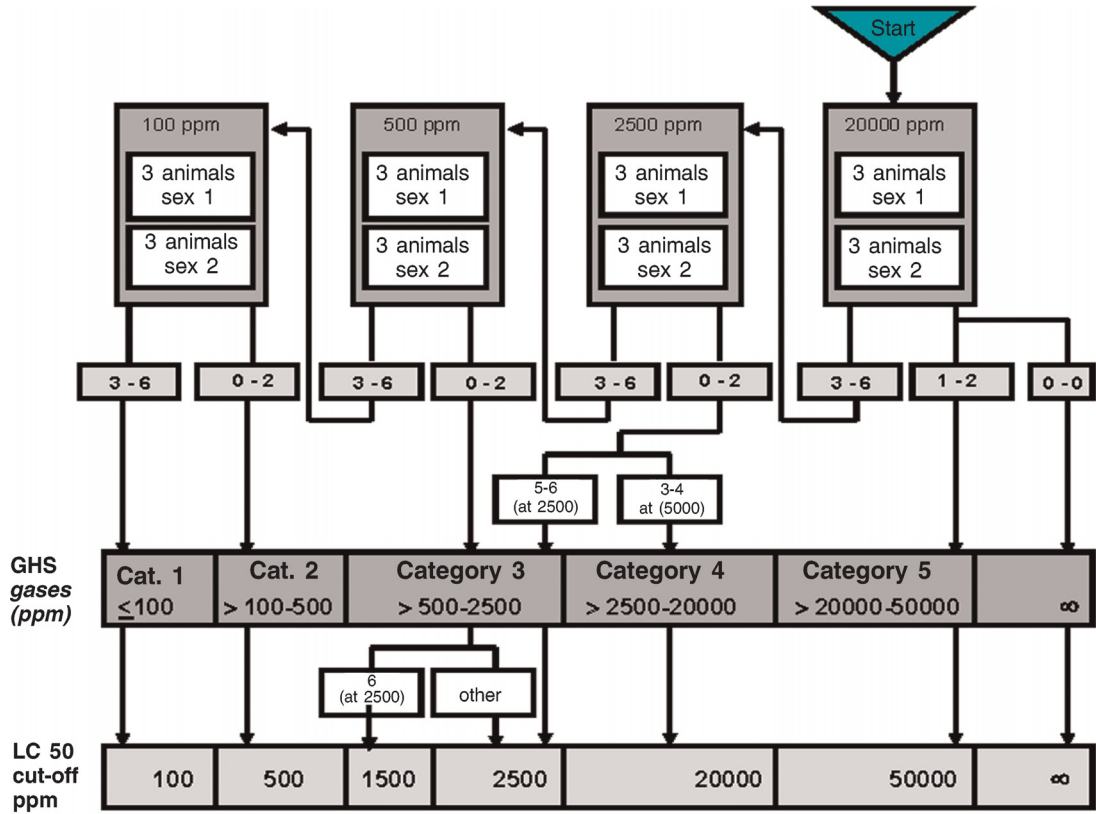 Start
100 ppm
500 ppm
2500 ppm
20000 ppm
3 animals
sex 1
3 animals
sex 1
3 animals
sex 1
3 animals
sex 1
3 animals
sex 2
3 animals
sex 2
3 animals
sex 2
3 animals
sex 2
3 - 6
0 - 2
3 - 6
0 - 2
3 - 6
0 - 2
3 - 6
1 - 2
0 - 0
5-6
(at 2500)
3-4
at (5000)
GHS
gases
(ppm)
Cat. 1
≤100
Cat. 2
> 100-500
Category 3
> 500-2500
Category 4
> 2500-20000
Category 5
> 20000-50000
∞
6
(at 2500)
other
LC 50
cut-off
ppm
100
500
1500
2500
20000
50000
∞